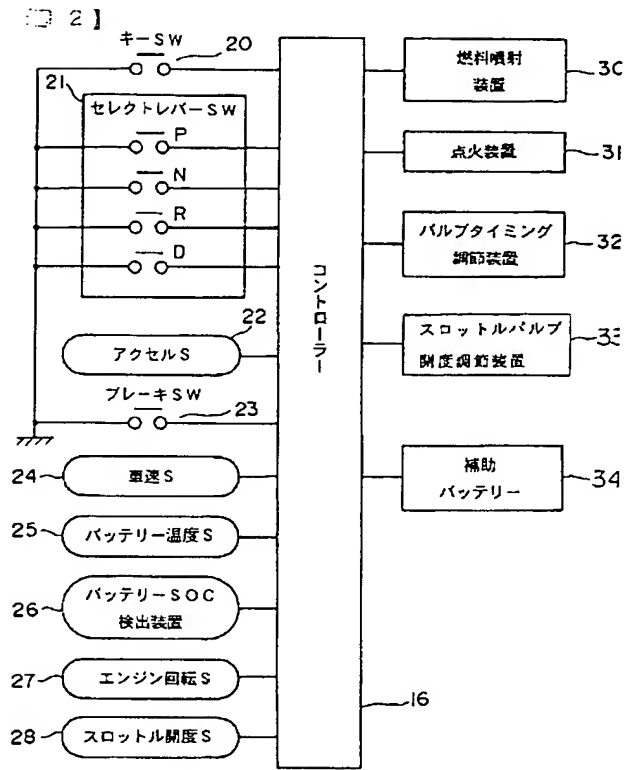 2】
キーSW
20
21
セレクトレバーSW
P
N
R
D
22
アクセルS
ブレーキSW
23
24
車速S
25
バッテリー温度S
26
バッテリーSOC
検出装置
27
エンジン回転S
28
スロットル開度S
コントローラー
16
燃料噴射
装置
30
点火装置
31
バルブタイミング
調節装置
32
スロットルバルブ
開度調節装置
33
補助
バッテリー
34